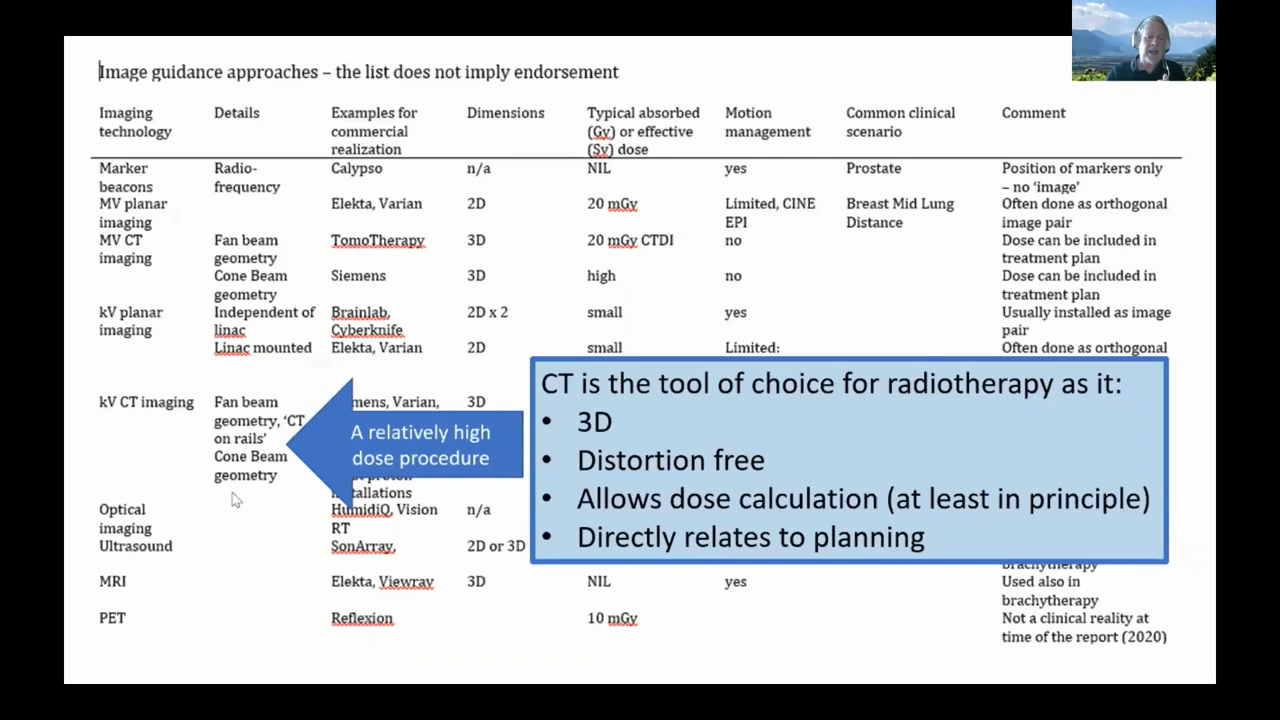 Image guidance approaches – the list does not imply endorsement
Imaging technology Details Examples for commercial realization Dimensions Typical absorbed (Gy) or effective (Sv) dose Motion management Common clinical scenario Comment
Marker beacons Radio-frequency Calypso n/a NIL yes Prostate Position of markers only – no ‘image’
MV planar imaging Elekta, Varian 2D 20 mGy Limited, CINE EPI Breast Mid Lung Distance Often done as orthogonal image pair
MV CT imaging Fan beam geometry TomoTherapy 3D 20 mGy CTDI no Dose can be included in treatment plan
Cone Beam geometry Siemens 3D high no Dose can be included in treatment plan
kV planar imaging Independent of linac Brainlab, Cyberknife 2D x 2 small yes Usually installed as image pair
Linac mounted Elekta, Varian 2D small Limited: Often done as orthogonal
kV CT imaging Fan beam geometry, ‘CT on rails’ Varian, 3D
Cone Beam geometry
Optical imaging HumidiQ, Vision RT n/a
Ultrasound SonArray, 2D or 3D brachytherapy
MRI Elekta, Viewray 3D NIL yes Used also in brachytherapy
PET Reflexion 10 mGy Not a clinical reality at time of the report (2020)
A relatively high
dose procedure
CT is the tool of choice for radiotherapy as it:
• 3D
• Distortion free
• Allows dose calculation (at least in principle)
• Directly relates to planning